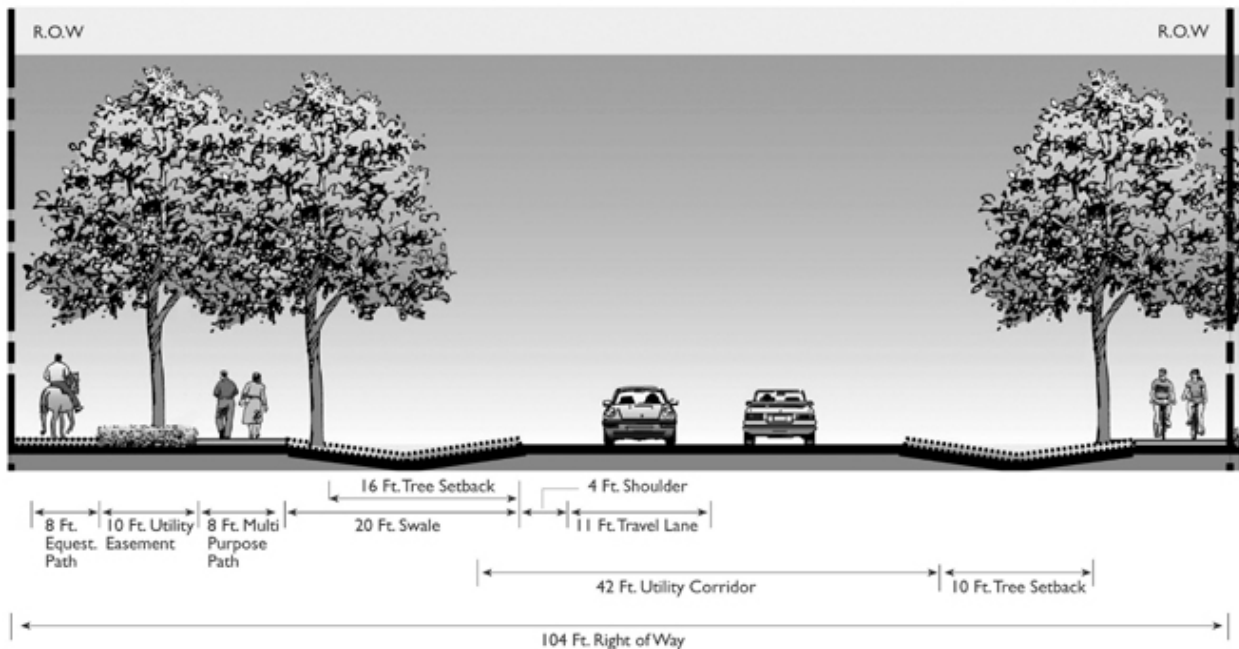 R.O.W
R.O.W
16 Ft. Tree Setback
4 Ft. Shoulder
8 Ft.
Equest.
Path
10 Ft. Utility
Easement
8 Ft. Multi
Purpose
Path
20 Ft. Swale
11 Ft. Travel Lane
42 Ft. Utility Corridor
10 Ft. Tree Setback
104 Ft. Right of Way